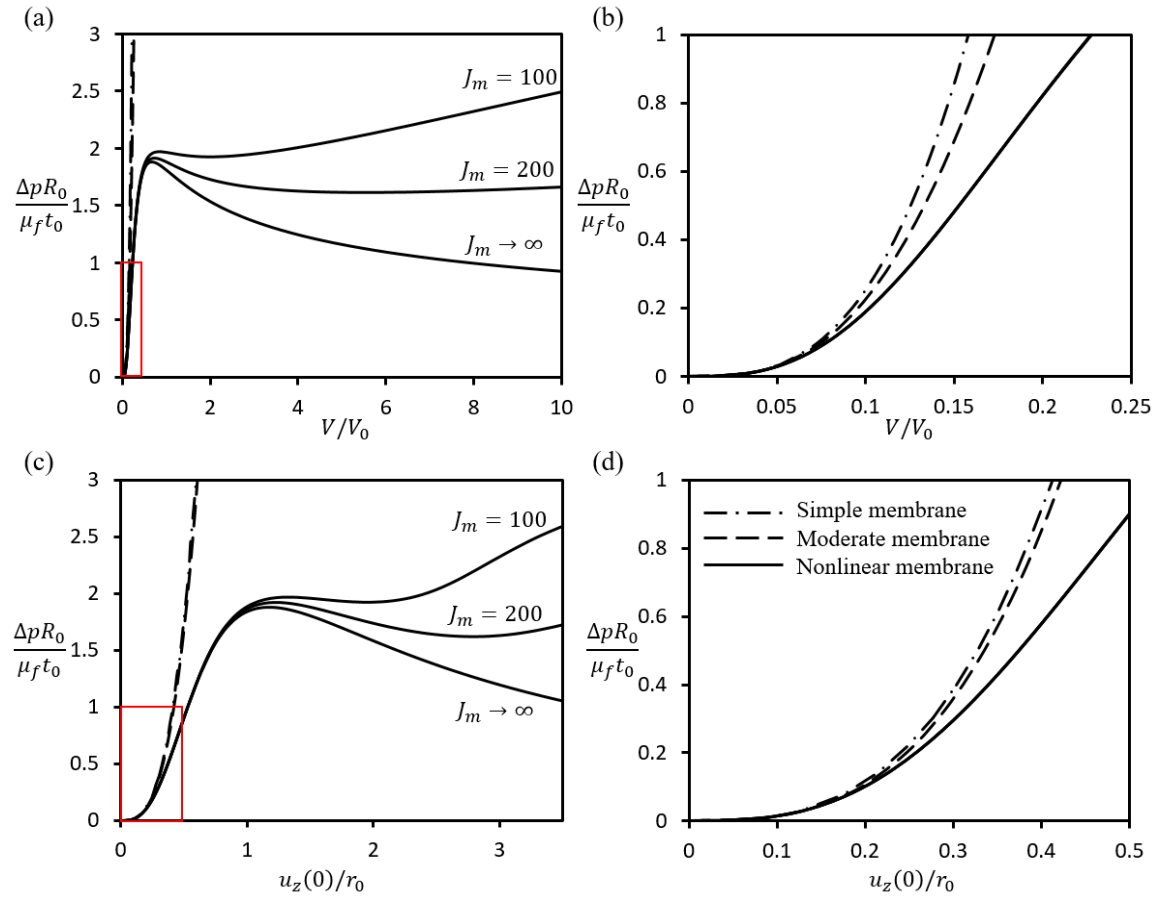 (a)
3
2.5
2
1.5
1
0.5
0
ΔpR₀
μ_f t₀
J_m = 100
J_m = 200
J_m → ∞
0 2 4 6 8 10
V/V₀
(b)
1
0.8
0.6
0.4
0.2
0
ΔpR₀
μ_f t₀
0 0.05 0.1 0.15 0.2 0.25
V/V₀
(c)
3
2.5
2
1.5
1
0.5
0
ΔpR₀
μ_f t₀
J_m = 100
J_m = 200
J_m → ∞
0 1 2 3
u_z(0)/r₀
(d)
1
0.8
0.6
0.4
0.2
0
ΔpR₀
μ_f t₀
Simple membrane
Moderate membrane
Nonlinear membrane
0 0.1 0.2 0.3 0.4 0.5
u_z(0)/r₀